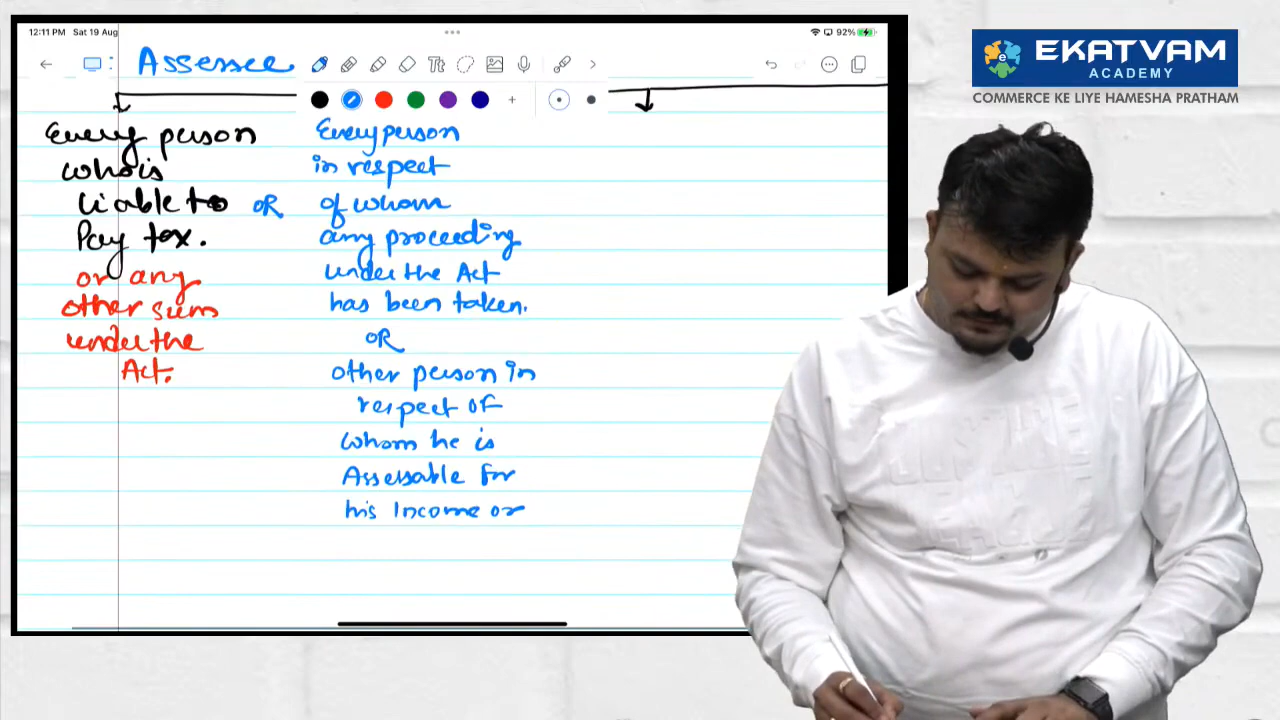 12:11 PM Sat 19 Aug
92%
Assessee
EKATVAM
ACADEMY
COMMERCE KE LIYE HAMESHA PRATHAM
Every person
who is
liable to
Pay tax.
or any
other sum
under the
Act.
OR
Every person
in respect
of whom
any proceeding
under the Act
has been taken.
OR
other person in
respect of
whom he is
Assessable for
his Income or